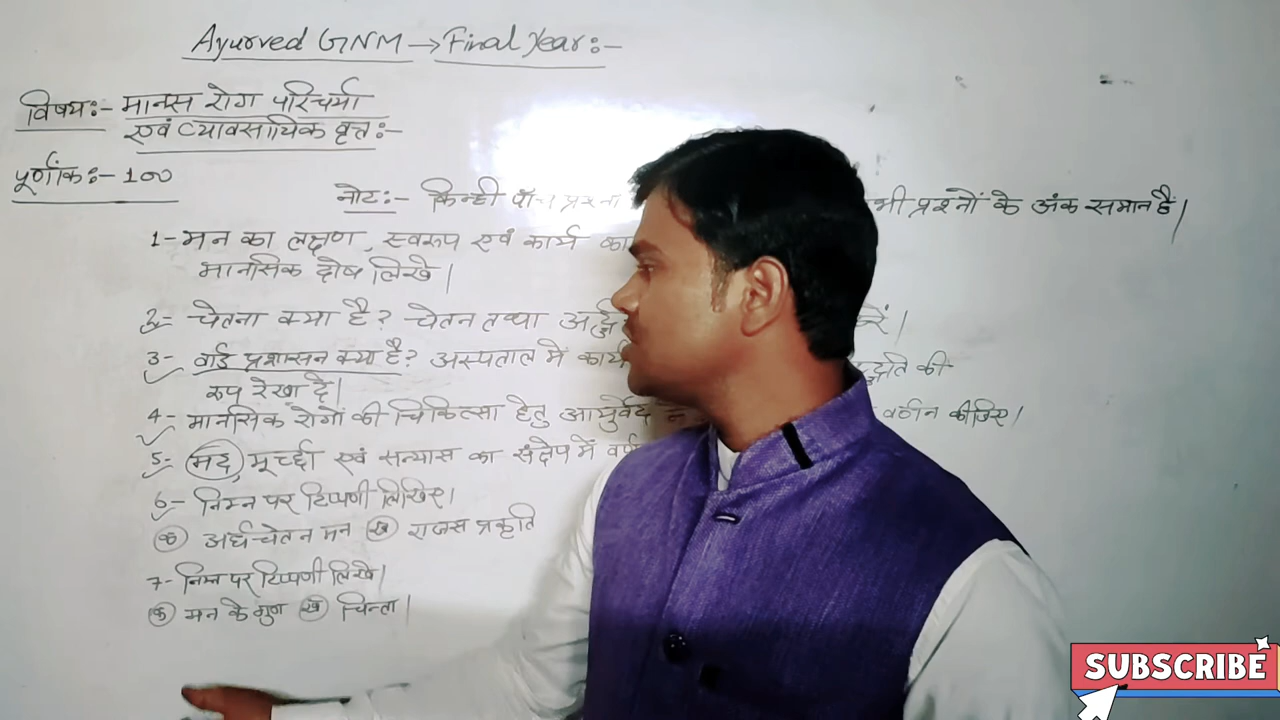 Ayurved GNM → Final Year:-
विषय:- मानस रोग परिचर्या
एवं व्यावसायिक वृत्त:-
पूर्णांक:- 100
नोट:- किन्ही पाँच प्रश्नो भी प्रश्नों के अंक समान है|
1- मन का लक्षण, स्वरूप एवं कार्य का
मानसिक दोष लिखे|
2- चेतना क्या है? चेतन तथा अर्द्ध करें|
3- वार्ड प्रशासन क्या है? अस्पताल में कार्य की
रूप रेखा दे|
4- मानसिक रोगों की चिकित्सा हेतु आयुर्वेद वर्णन कीजिए|
5- मद, मूर्च्छा एवं सन्यास का संक्षेप में
6- निम्न पर टिप्पणी लिखिए|
क अर्धचेतन मन ख राजस प्रकृति
7- निम्न पर टिप्पणी लिखे|
क मन के गुण ख चिन्ता|
SUBSCRIBE